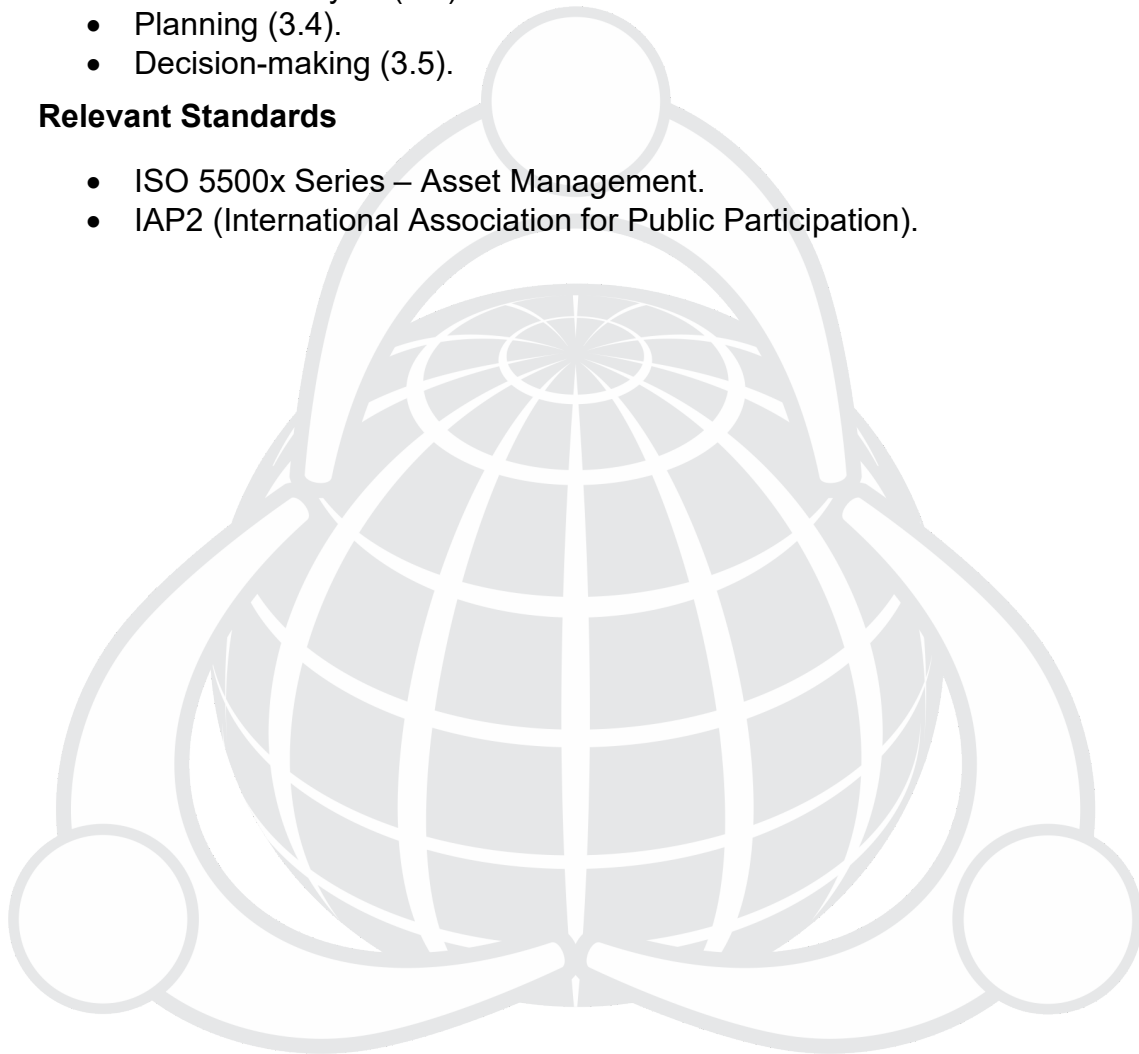 • Planning (3.4).
• Decision-making (3.5).
Relevant Standards
• ISO 5500x Series – Asset Management.
• IAP2 (International Association for Public Participation).